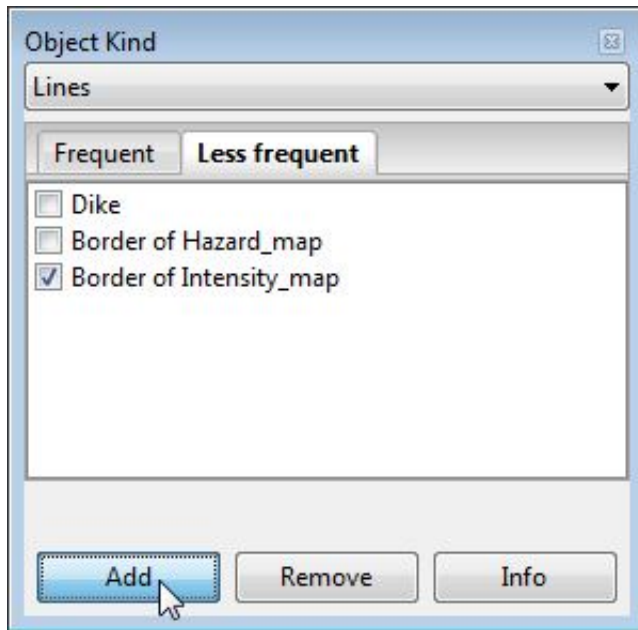 Object Kind
Lines
Frequent Less frequent
Dike
Border of Hazard_map
Border of Intensity_map
Add Remove Info